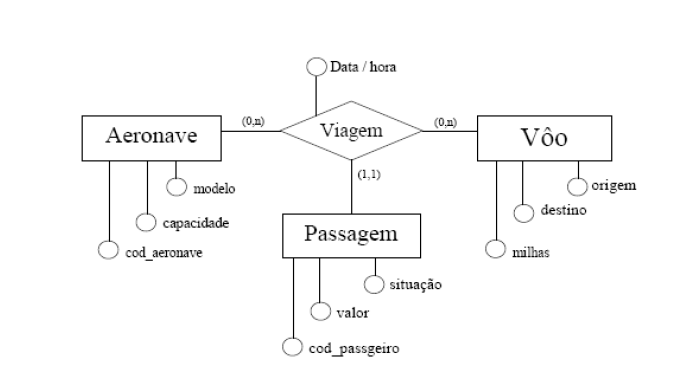 Data / hora
(0,n)
(0,n)
Aeronave
Viagem
Vôo
(1,1)
modelo
origem
capacidade
destino
Passagem
cod_aeronave
milhas
situação
valor
cod_passgeiro